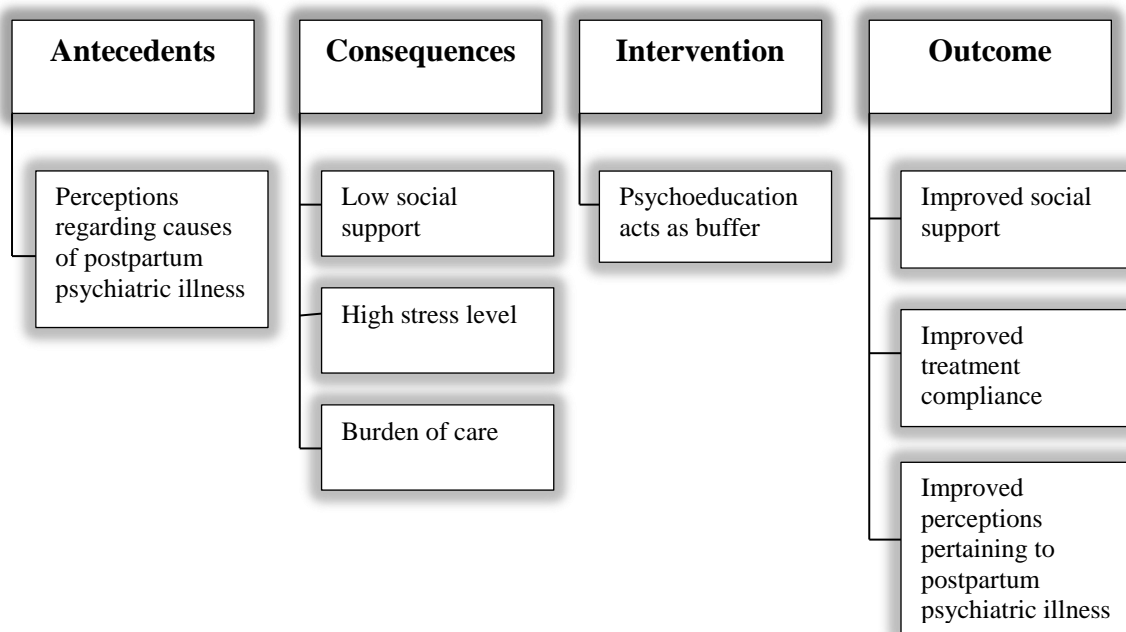 Antecedents
Perceptions
regarding causes
of postpartum
psychiatric illness
Consequences
Low social
support
High stress level
Burden of care
Intervention
Psychoeducation
acts as buffer
Outcome
Improved social
support
Improved
treatment
compliance
Improved
perceptions
pertaining to
postpartum
psychiatric illness